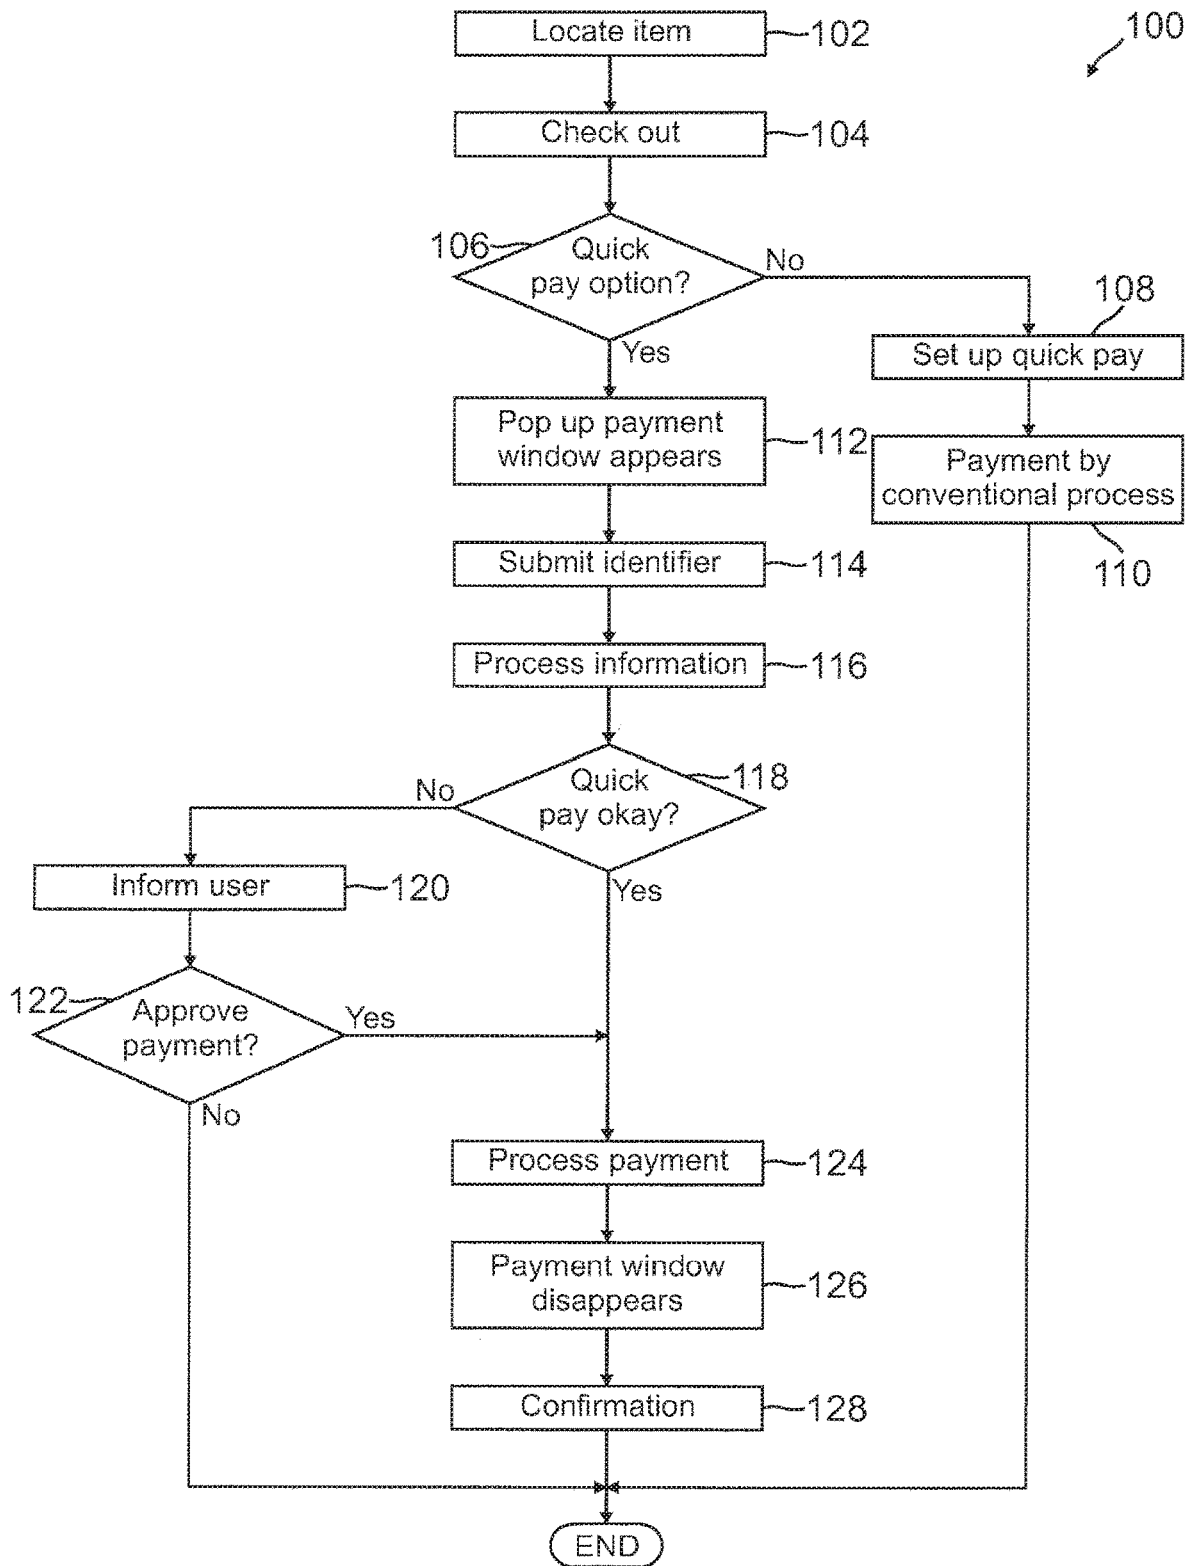 Locate item
102
100
Check out
104
106
Quick
pay option?
No
Yes
108
Set up quick pay
Pop up payment
window appears
112
Payment by
conventional process
110
Submit identifier
114
Process information
116
Quick
pay okay?
118
No
Yes
Inform user
120
122
Approve
payment?
Yes
No
Process payment
124
Payment window
disappears
126
Confirmation
128
END